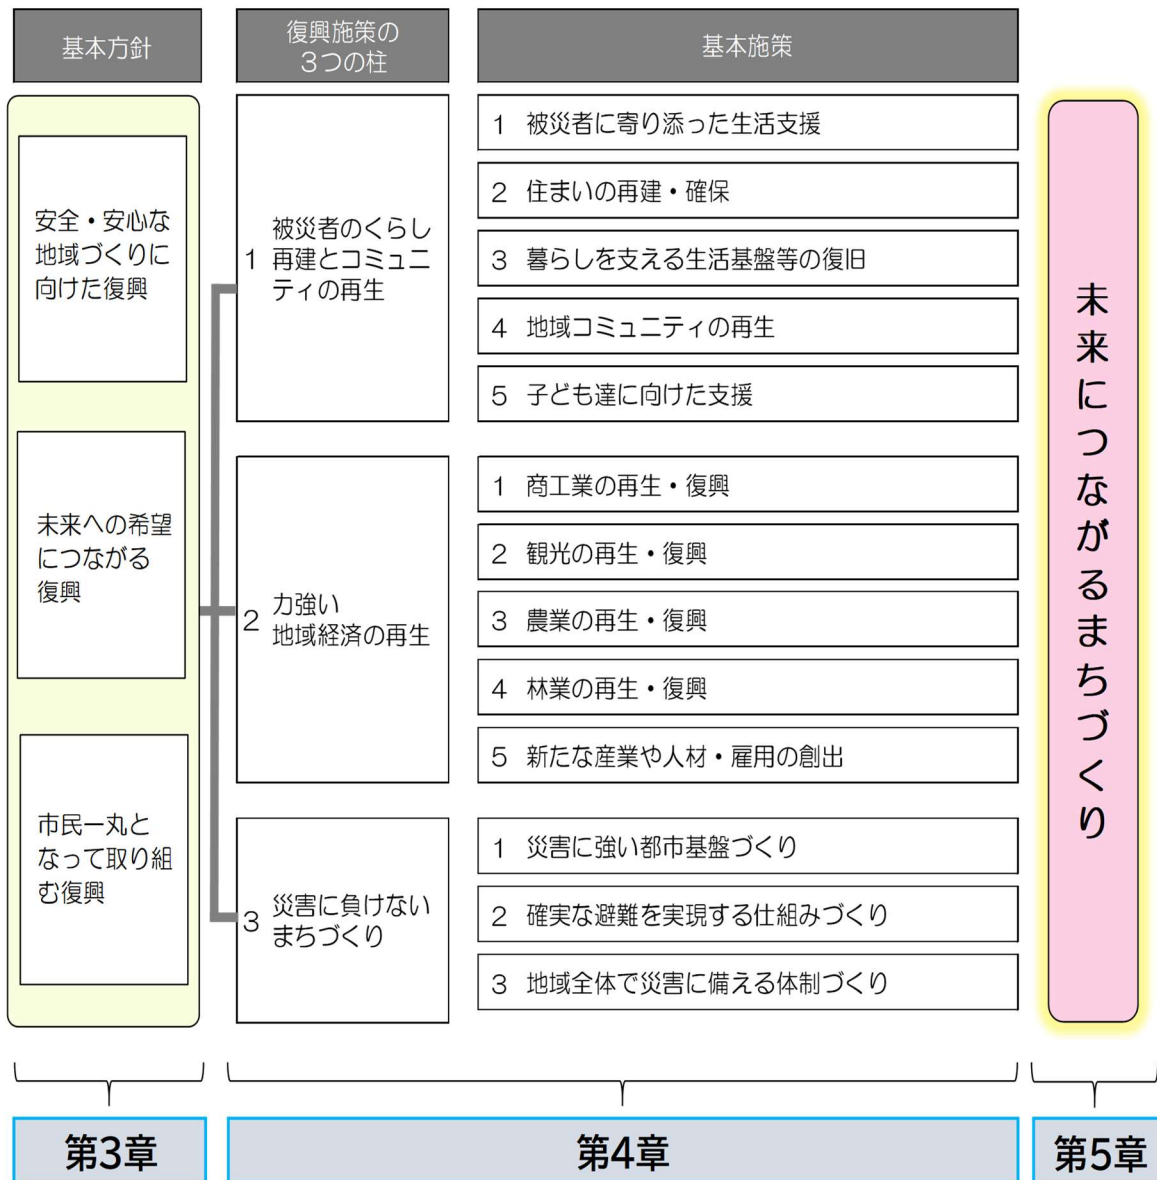 基本方針
復興施策の
3つの柱
基本施策
安全・安心な
地域づくりに
向けた復興
未来への希望
につながる
復興
市民一丸と
なって取り組
む復興
1 被災者のくらし
再建とコミュニ
ティの再生
1 被災者に寄り添った生活支援
2 住まいの再建・確保
3 暮らしを支える生活基盤等の復旧
4 地域コミュニティの再生
5 子ども達に向けた支援
2 力強い
地域経済の再生
1 商工業の再生・復興
2 観光の再生・復興
3 農業の再生・復興
4 林業の再生・復興
5 新たな産業や人材・雇用の創出
3 災害に負けない
まちづくり
1 災害に強い都市基盤づくり
2 確実な避難を実現する仕組みづくり
3 地域全体で災害に備える体制づくり
未来につながるまちづくり
第3章
第4章
第5章